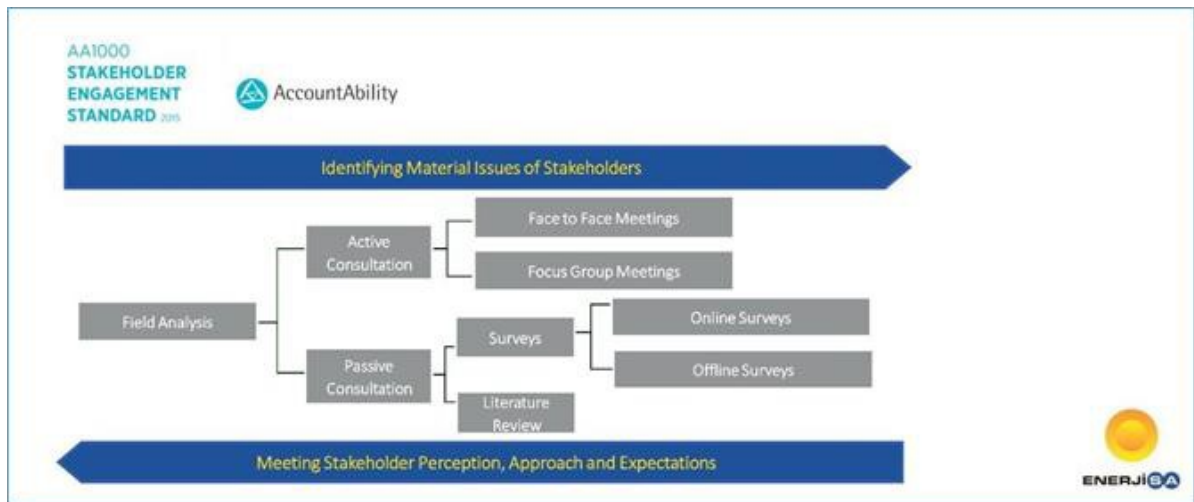 AA1000
STAKEHOLDER
ENGAGEMENT
STANDARD 2015
AccountAbility
Identifying Material Issues of Stakeholders
Face to Face Meetings
Active
Consultation
Focus Group Meetings
Field Analysis
Online Surveys
Surveys
Passive
Consultation
Offline Surveys
Literature
Review
Meeting Stakeholder Perception, Approach and Expectations
ENERJİSA